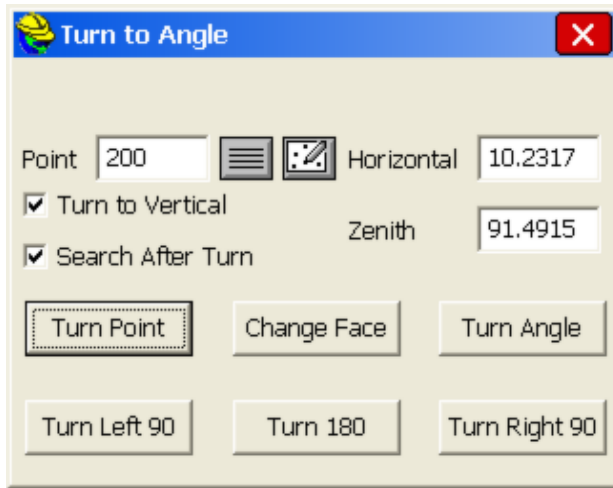 Turn to Angle
Point 200 Horizontal 10.2317
Turn to Vertical
Zenith 91.4915
Search After Turn
Turn Point Change Face Turn Angle
Turn Left 90 Turn 180 Turn Right 90